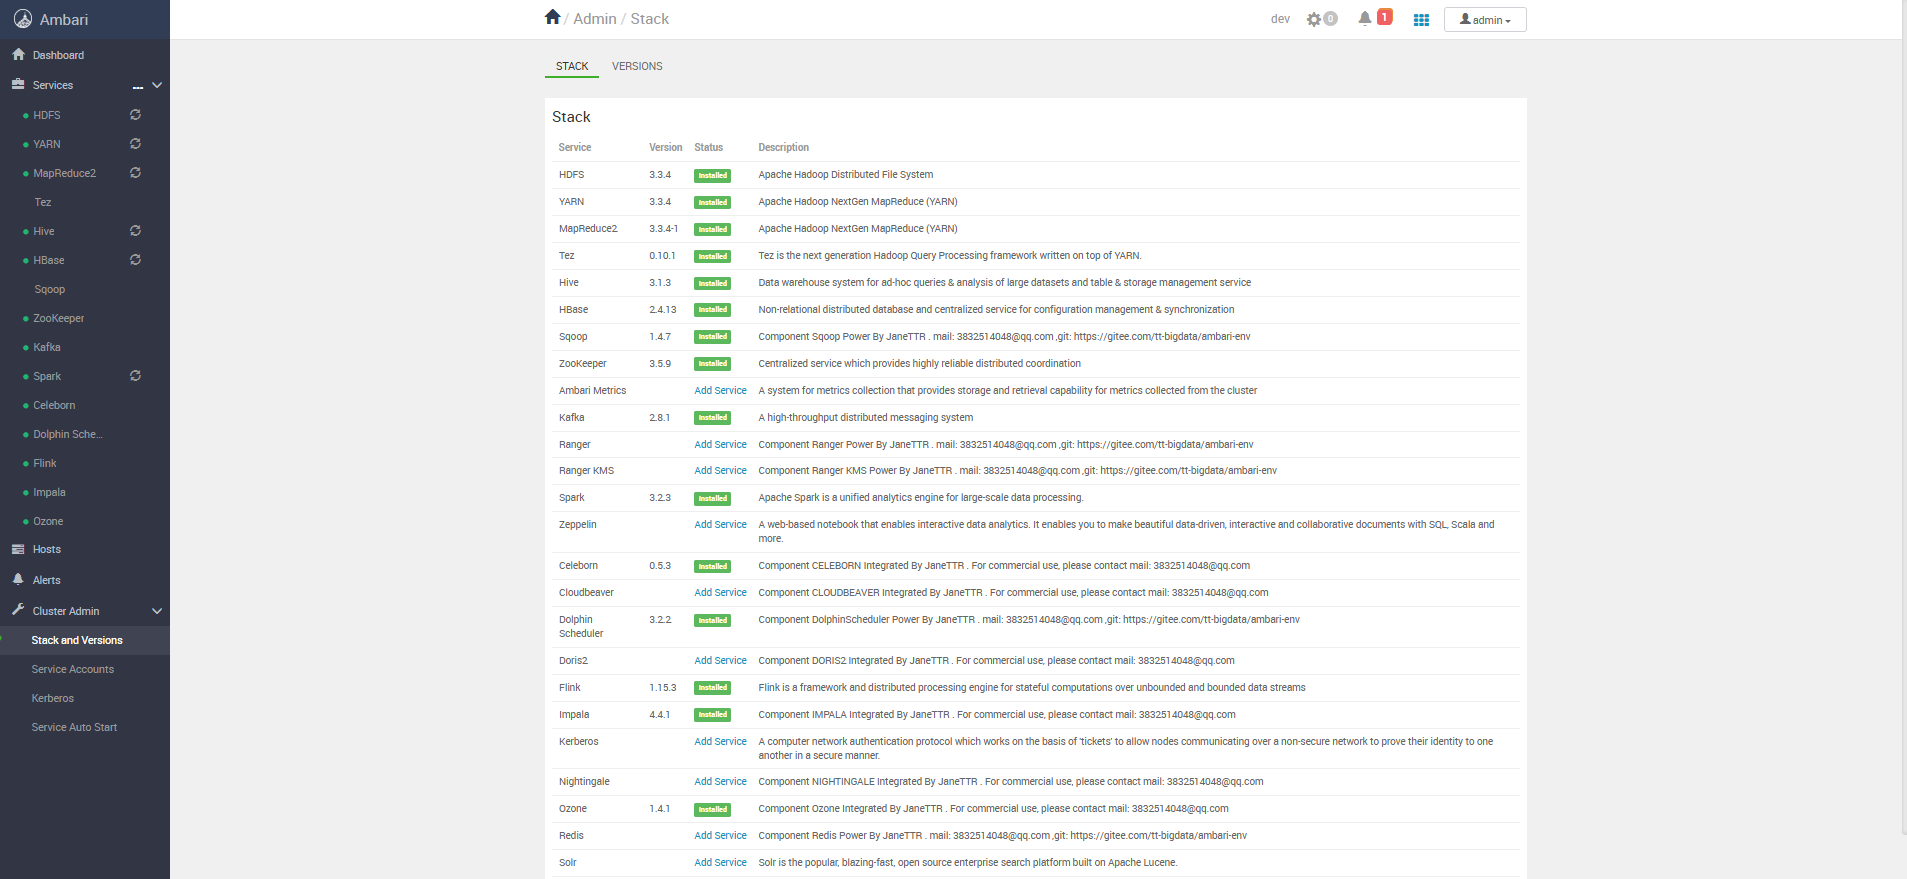 Ambari
/ Admin / Stack
dev
0
1
admin
Dashboard
Services
...
HDFS
YARN
MapReduce2
Tez
Hive
HBase
Sqoop
ZooKeeper
Kafka
Spark
Celeborn
Dolphin Sche...
Flink
Impala
Ozone
Hosts
Alerts
Cluster Admin
Stack and Versions
Service Accounts
Kerberos
Service Auto Start
STACK VERSIONS
Stack
Service Version Status Description
HDFS 3.3.4 Installed Apache Hadoop Distributed File System
YARN 3.3.4 Installed Apache Hadoop NextGen MapReduce (YARN)
MapReduce2 3.3.4-1 Installed Apache Hadoop NextGen MapReduce (YARN)
Tez 0.10.1 Installed Tez is the next generation Hadoop Query Processing framework written on top of YARN.
Hive 3.1.3 Installed Data warehouse system for ad-hoc queries & analysis of large datasets and table & storage management service
HBase 2.4.13 Installed Non-relational distributed database and centralized service for configuration management & synchronization
Sqoop 1.4.7 Installed Component Sqoop Power By JaneTTR . mail: 3832514048@qq.com ,git: https://gitee.com/tt-bigdata/ambari-env
ZooKeeper 3.5.9 Installed Centralized service which provides highly reliable distributed coordination
Ambari Metrics Add Service A system for metrics collection that provides storage and retrieval capability for metrics collected from the cluster
Kafka 2.8.1 Installed A high-throughput distributed messaging system
Ranger Add Service Component Ranger Power By JaneTTR . mail: 3832514048@qq.com ,git: https://gitee.com/tt-bigdata/ambari-env
Ranger KMS Add Service Component Ranger KMS Power By JaneTTR . mail: 3832514048@qq.com ,git: https://gitee.com/tt-bigdata/ambari-env
Spark 3.2.3 Installed Apache Spark is a unified analytics engine for large-scale data processing.
Zeppelin Add Service A web-based notebook that enables interactive data analytics. It enables you to make beautiful data-driven, interactive and collaborative documents with SQL, Scala and
more.
Celeborn 0.5.3 Installed Component CELEBORN Integrated By JaneTTR . For commercial use, please contact mail: 3832514048@qq.com
Cloudbeaver Add Service Component CLOUDBEAVER Integrated By JaneTTR . For commercial use, please contact mail: 3832514048@qq.com
Dolphin 3.2.2 Installed Component DolphinScheduler Power By JaneTTR . mail: 3832514048@qq.com ,git: https://gitee.com/tt-bigdata/ambari-env
Scheduler
Doris2 Add Service Component DORIS2 Integrated By JaneTTR . For commercial use, please contact mail: 3832514048@qq.com
Flink 1.15.3 Installed Flink is a framework and distributed processing engine for stateful computations over unbounded and bounded data streams
Impala 4.4.1 Installed Component IMPALA Integrated By JaneTTR . For commercial use, please contact mail: 3832514048@qq.com
Kerberos Add Service A computer network authentication protocol which works on the basis of 'tickets' to allow nodes communicating over a non-secure network to prove their identity to one
another in a secure manner.
Nightingale Add Service Component NIGHTINGALE Integrated By JaneTTR . For commercial use, please contact mail: 3832514048@qq.com
Ozone 1.4.1 Installed Component Ozone Integrated By JaneTTR . For commercial use, please contact mail: 3832514048@qq.com
Redis Add Service Component Redis Power By JaneTTR . mail: 3832514048@qq.com ,git: https://gitee.com/tt-bigdata/ambari-env
Solr Add Service Solr is the popular, blazing-fast, open source enterprise search platform built on Apache Lucene.